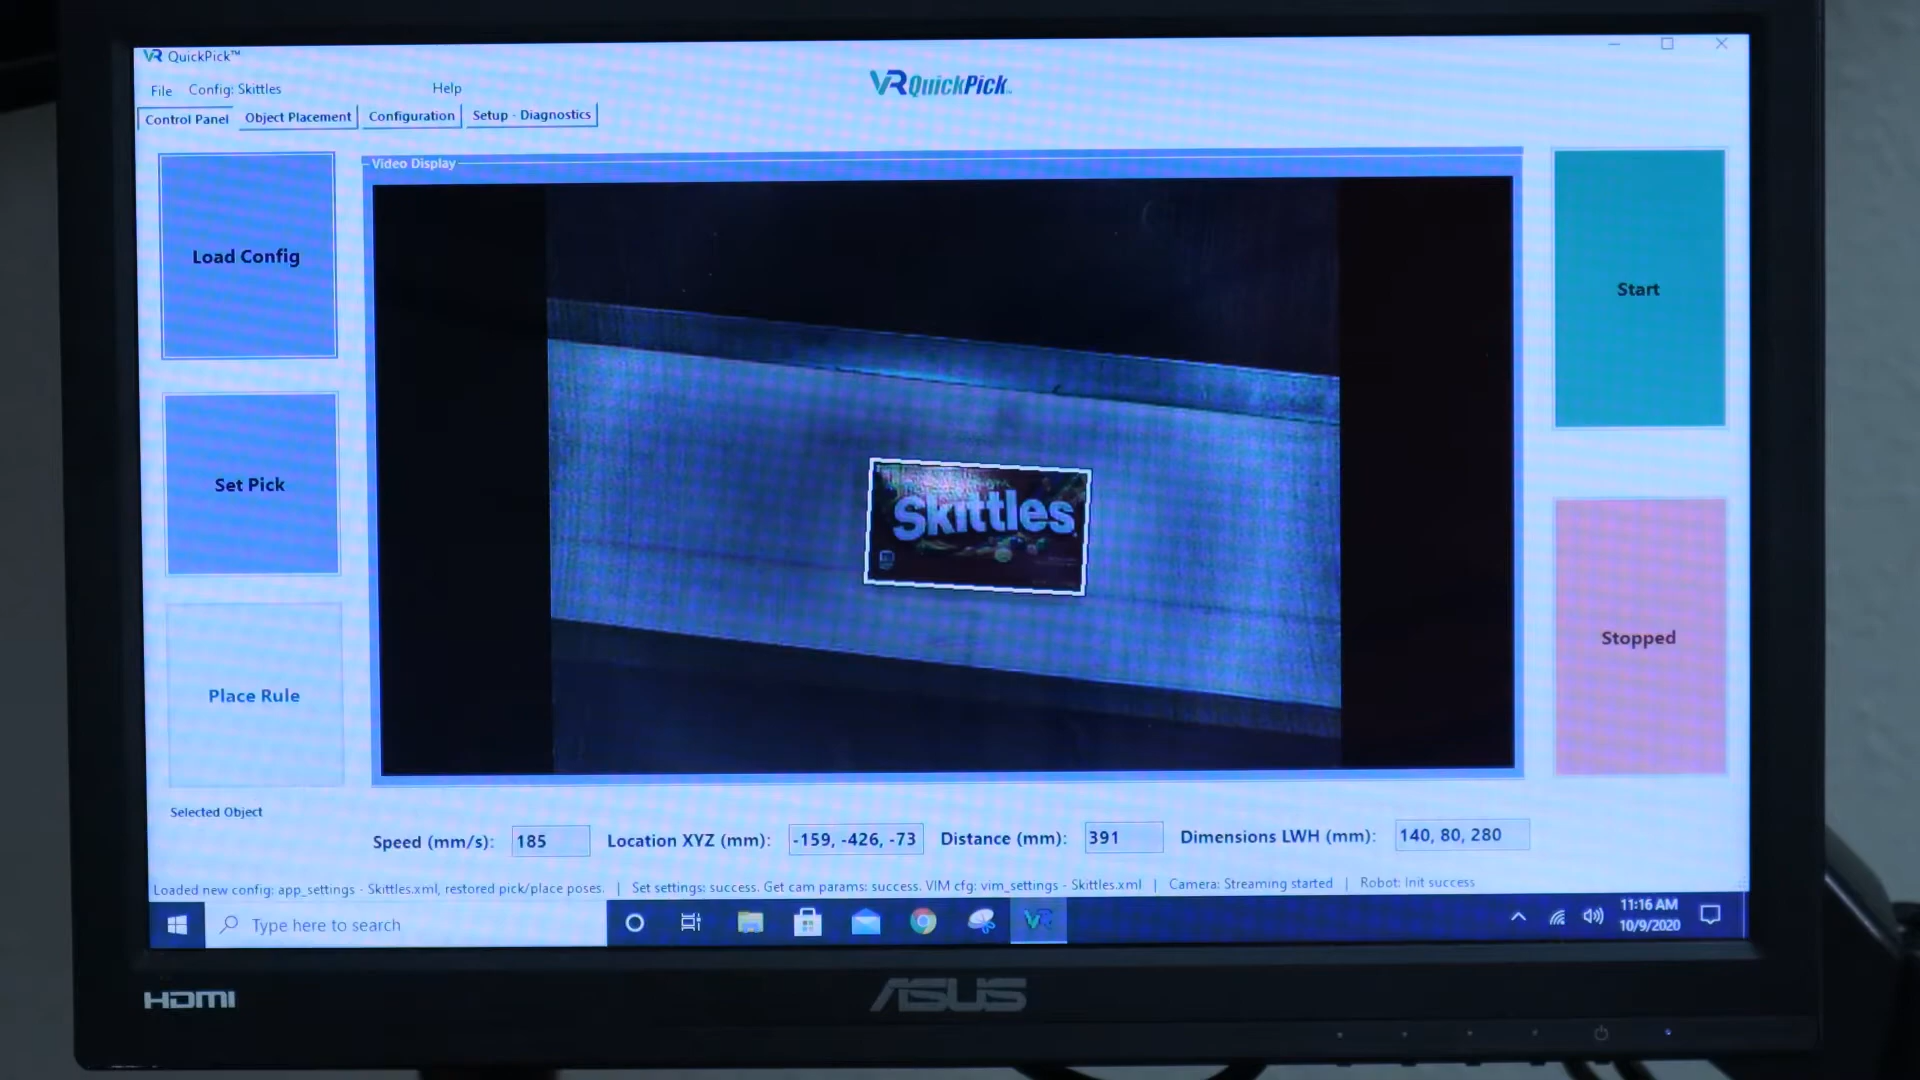 VR QuickPick™
File Config: Skittles Help
VR QuickPick
Control Panel Object Placement Configuration Setup - Diagnostics
Video Display
Load Config
Set Pick
Place Rule
Skittles
Start
Stopped
Selected Object
Speed (mm/s): 185 Location XYZ (mm): -159, -426, -73 Distance (mm): 391 Dimensions LWH (mm): 140, 80, 280
Loaded new config: app_settings - Skittles.xml, restored pick/place poses. | Set settings: success. Get cam params: success. VIM cfg: vim_settings - Skittles.xml | Camera: Streaming started | Robot: Init success
Type here to search
11:16 AM
10/9/2020
HDMI
ASUS